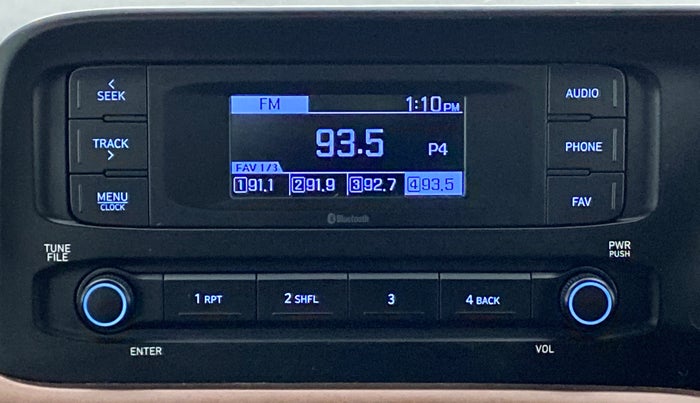 < SEEK
TRACK >
MENU
CLOCK
FM 1:10 PM
93.5 P4
FAV 1/3
1 91.1 2 91.9 3 92.7 4 93.5
Bluetooth
AUDIO
PHONE
FAV
TUNE
FILE
PWR
PUSH
1 RPT 2 SHFL 3 4 BACK
ENTER VOL